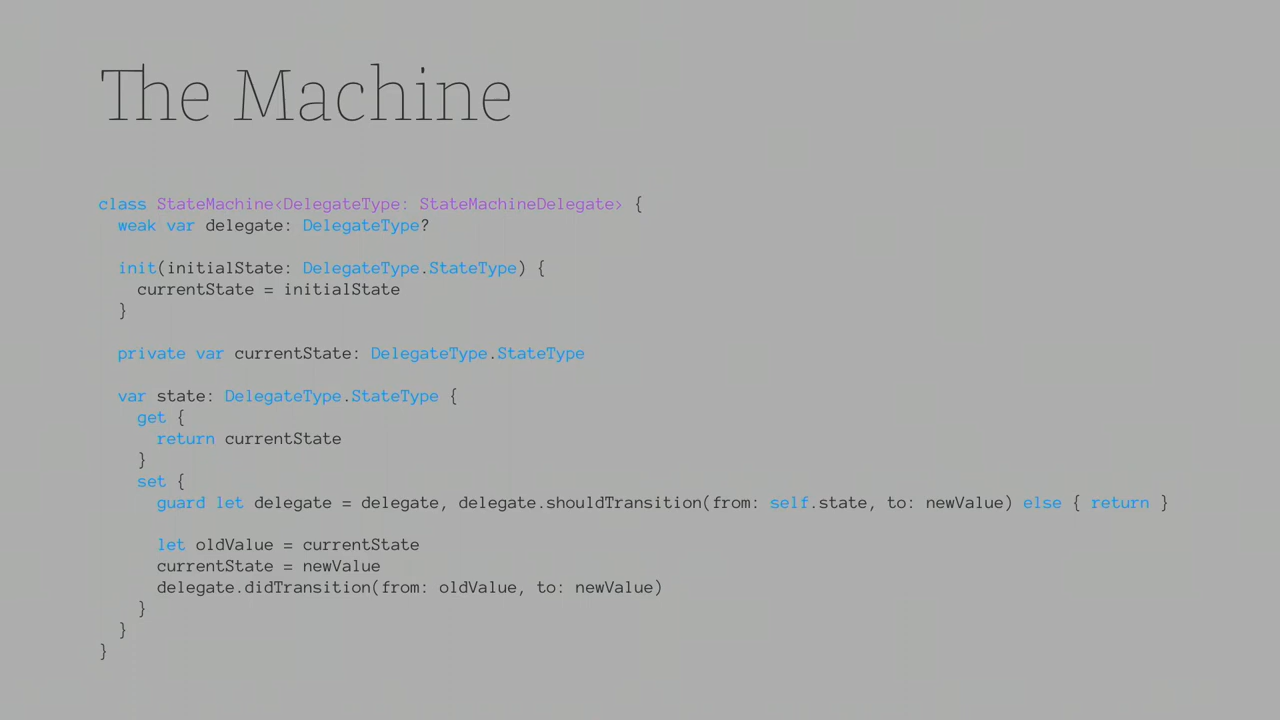 The Machine
class StateMachine<DelegateType: StateMachineDelegate> {
  weak var delegate: DelegateType?
  init(initialState: DelegateType.StateType) {
    currentState = initialState
  }
  private var currentState: DelegateType.StateType
  var state: DelegateType.StateType {
    get {
      return currentState
    }
    set {
      guard let delegate = delegate, delegate.shouldTransition(from: self.state, to: newValue) else { return }
      let oldValue = currentState
      currentState = newValue
      delegate.didTransition(from: oldValue, to: newValue)
    }
  }
}